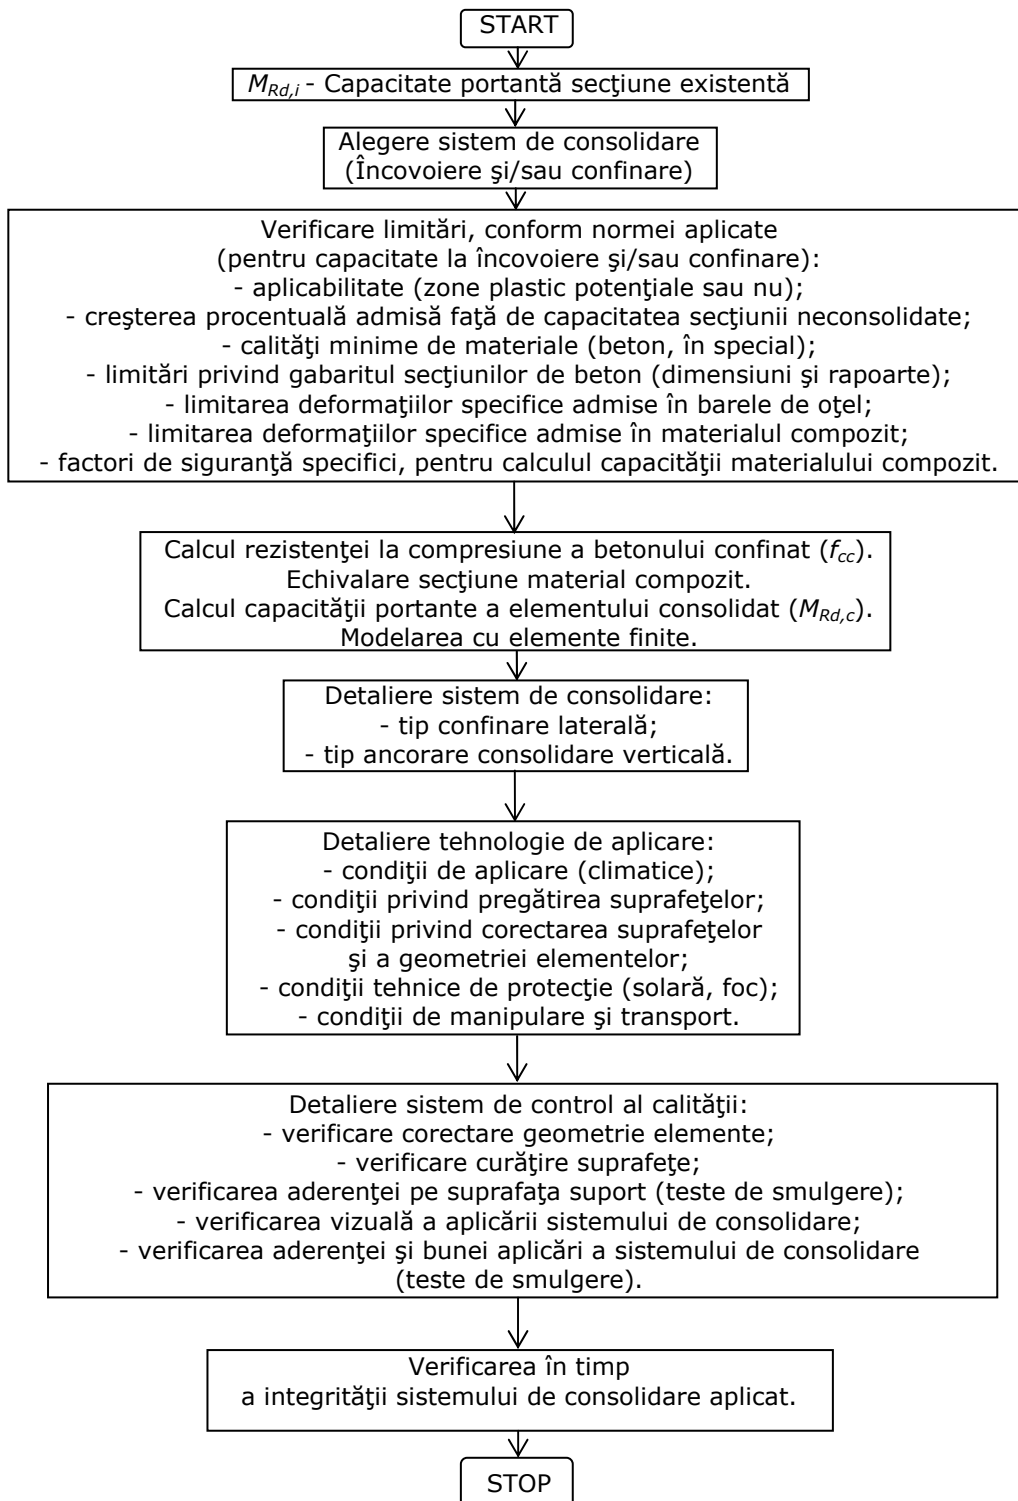 START
M_Rd,i - Capacitate portantă secţiune existentă
Alegere sistem de consolidare
(Încovoiere şi/sau confinare)
Verificare limitări, conform normei aplicate
(pentru capacitate la încovoiere şi/sau confinare):
- aplicabilitate (zone plastic potenţiale sau nu);
- creşterea procentuală admisă faţă de capacitatea secţiunii neconsolidate;
- calităţi minime de materiale (beton, în special);
- limitări privind gabaritul secţiunilor de beton (dimensiuni şi rapoarte);
- limitarea deformaţiilor specifice admise în barele de oţel;
- limitarea deformaţiilor specifice admise în materialul compozit;
- factori de siguranţă specifici, pentru calculul capacităţii materialului compozit.
Calcul rezistenţei la compresiune a betonului confinat (f_cc).
Echivalare secţiune material compozit.
Calcul capacităţii portante a elementului consolidat (M_Rd,c).
Modelarea cu elemente finite.
Detaliere sistem de consolidare:
- tip confinare laterală;
- tip ancorare consolidare verticală.
Detaliere tehnologie de aplicare:
- condiţii de aplicare (climatice);
- condiţii privind pregătirea suprafeţelor;
- condiţii privind corectarea suprafeţelor
şi a geometriei elementelor;
- condiţii tehnice de protecţie (solară, foc);
- condiţii de manipulare şi transport.
Detaliere sistem de control al calităţii:
- verificare corectare geometrie elemente;
- verificare curăţire suprafeţe;
- verificarea aderenţei pe suprafaţa suport (teste de smulgere);
- verificarea vizuală a aplicării sistemului de consolidare;
- verificarea aderenţei şi bunei aplicări a sistemului de consolidare
(teste de smulgere).
Verificarea în timp
a integrităţii sistemului de consolidare aplicat.
STOP